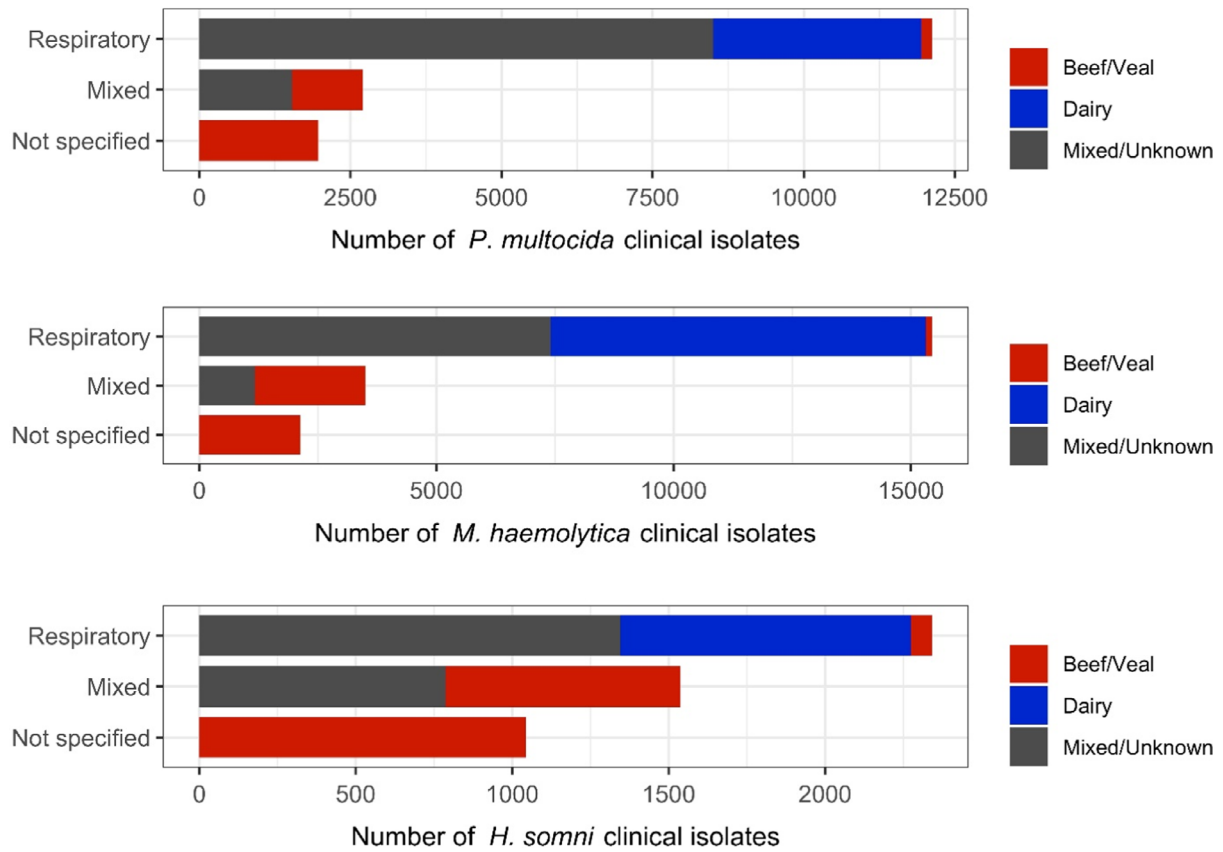 Respiratory
Mixed
Not specified
0 2500 5000 7500 10000 12500
Number of P. multocida clinical isolates
Beef/Veal
Dairy
Mixed/Unknown
Respiratory
Mixed
Not specified
0 5000 10000 15000
Number of M. haemolytica clinical isolates
Beef/Veal
Dairy
Mixed/Unknown
Respiratory
Mixed
Not specified
0 500 1000 1500 2000
Number of H. somni clinical isolates
Beef/Veal
Dairy
Mixed/Unknown